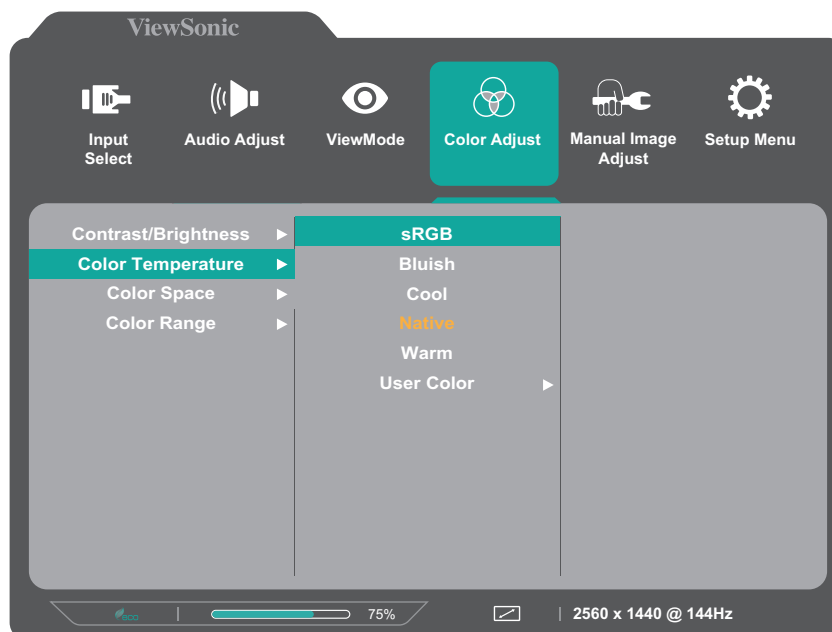 ViewSonic
Input
Select
Audio Adjust
ViewMode
Color Adjust
Manual Image
Adjust
Setup Menu
Contrast/Brightness
Color Temperature
Color Space
Color Range
sRGB
Bluish
Cool
Native
Warm
User Color
eco
75%
2560 x 1440 @ 144Hz